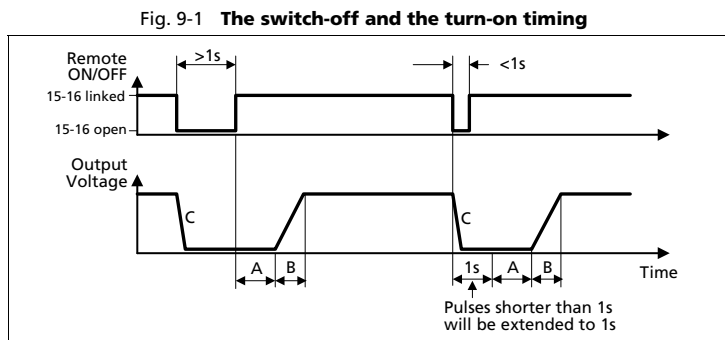 Fig. 9-1 The switch-off and the turn-on timing
Remote
ON/OFF
>1s
<1s
15-16 linked
15-16 open
Output
Voltage
C
C
A
B
1s
A
B
Time
Pulses shorter than 1s
will be extended to 1s